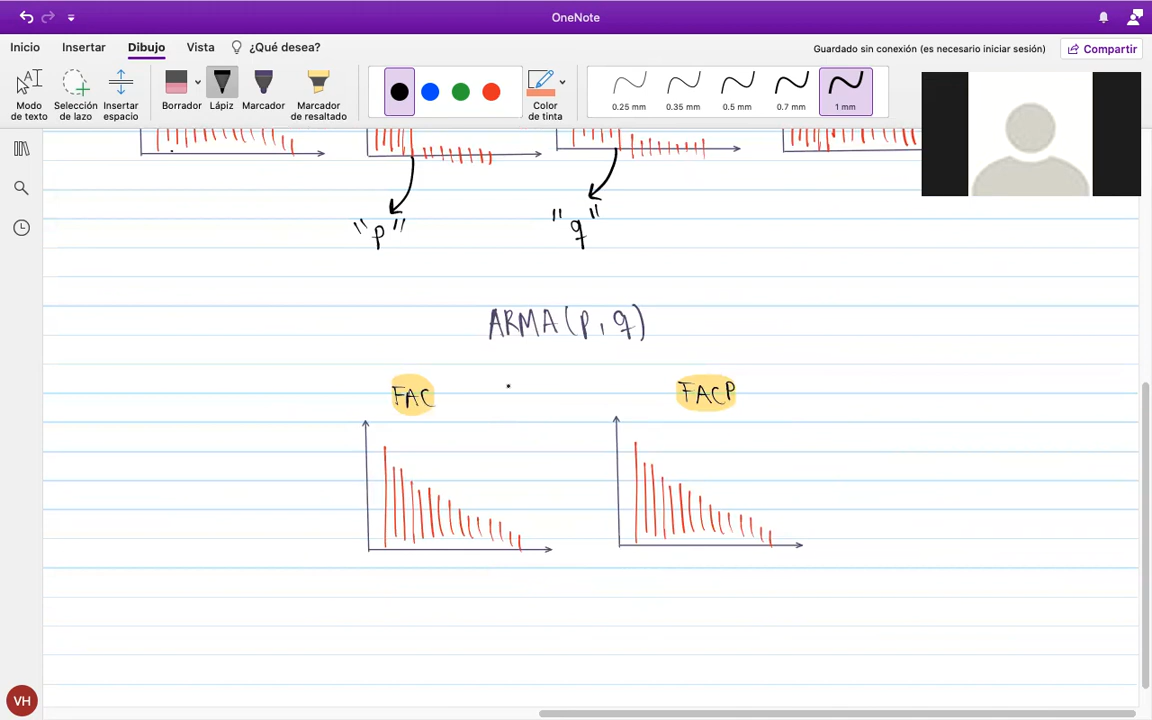 OneNote
Inicio Insertar Dibujo Vista ¿Qué desea? Guardado sin conexión (es necesario iniciar sesión) Compartir
Modo de texto Selección de lazo Insertar espacio Borrador Lápiz Marcador Marcador de resaltado Color de tinta 0.25 mm 0.35 mm 0.5 mm 0.7 mm 1 mm
"p" "q"
ARMA(p,q)
FAC FACP
VH